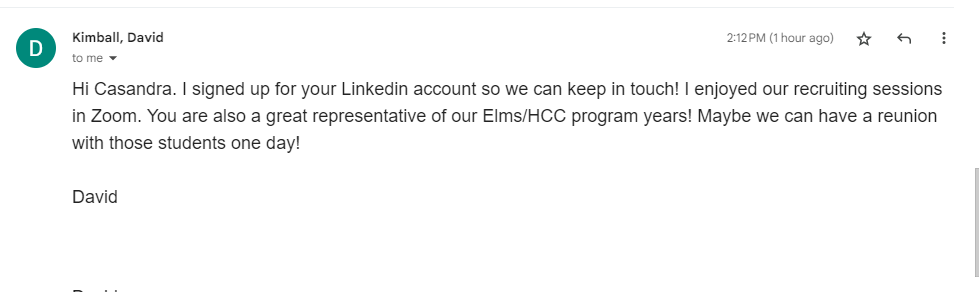 D
Kimball, David
2:12 PM (1 hour ago)
to me
Hi Casandra. I signed up for your Linkedin account so we can keep in touch! I enjoyed our recruiting sessions
in Zoom. You are also a great representative of our Elms/HCC program years! Maybe we can have a reunion
with those students one day!
David